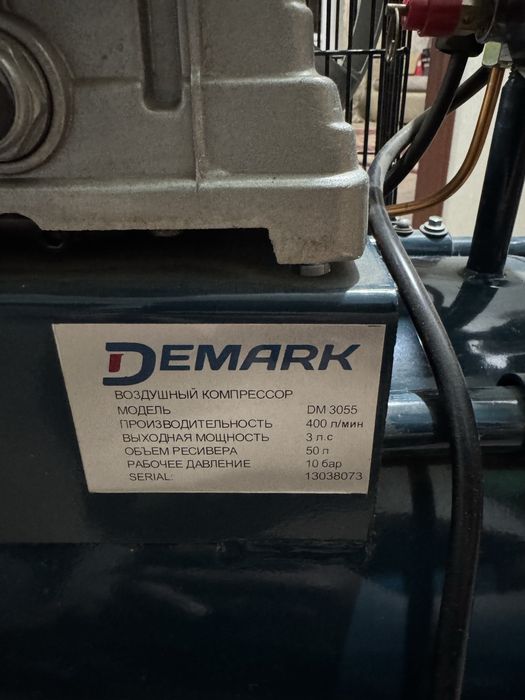 DEMARK
ВОЗДУШНЫЙ КОМПРЕССОР
МОДЕЛЬ DM 3055
ПРОИЗВОДИТЕЛЬНОСТЬ 400 л/мин
ВЫХОДНАЯ МОЩНОСТЬ 3 л.с
ОБЪЕМ РЕСИВЕРА 50 л
РАБОЧЕЕ ДАВЛЕНИЕ 10 бар
SERIAL: 13038073